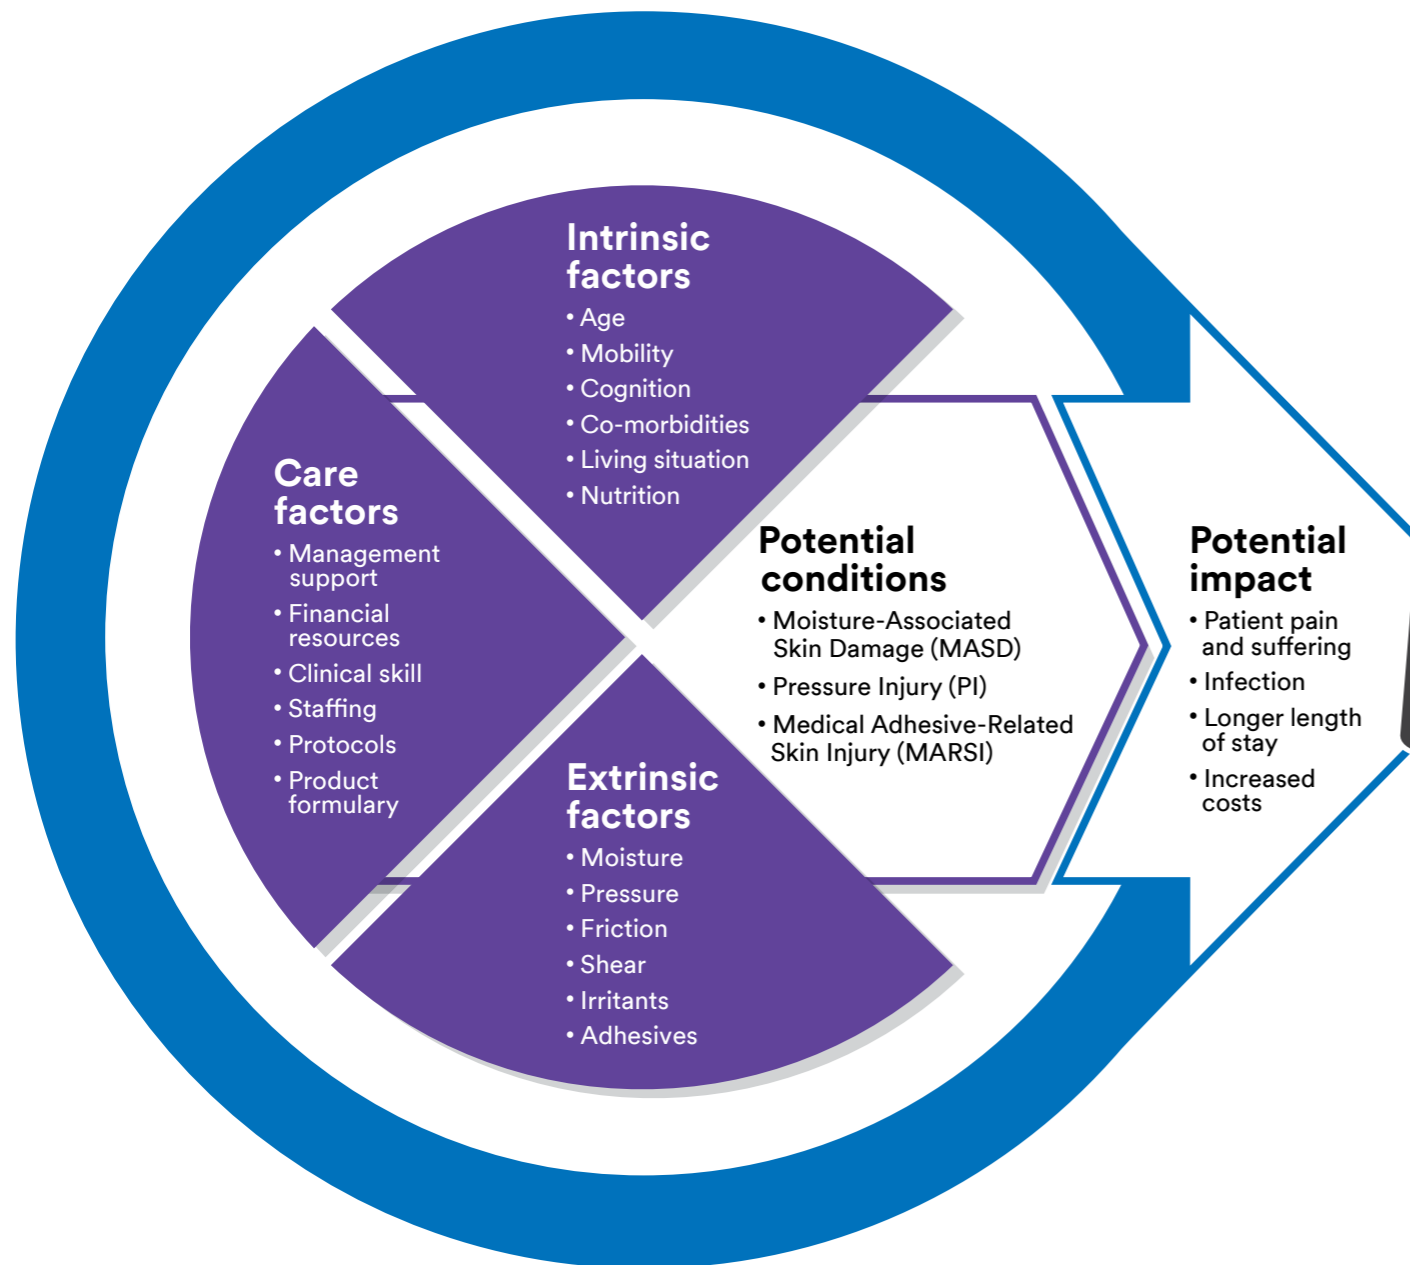 Intrinsic
factors
• Age
• Mobility
• Cognition
• Co-morbidities
• Living situation
• Nutrition
Care
factors
• Management
support
• Financial
resources
• Clinical skill
• Staffing
• Protocols
• Product
formulary
Extrinsic
factors
• Moisture
• Pressure
• Friction
• Shear
• Irritants
• Adhesives
Potential
conditions
• Moisture-Associated
Skin Damage (MASD)
• Pressure Injury (PI)
• Medical Adhesive-Related
Skin Injury (MARSI)
Potential
impact
• Patient pain
and suffering
• Infection
• Longer length
of stay
• Increased
costs